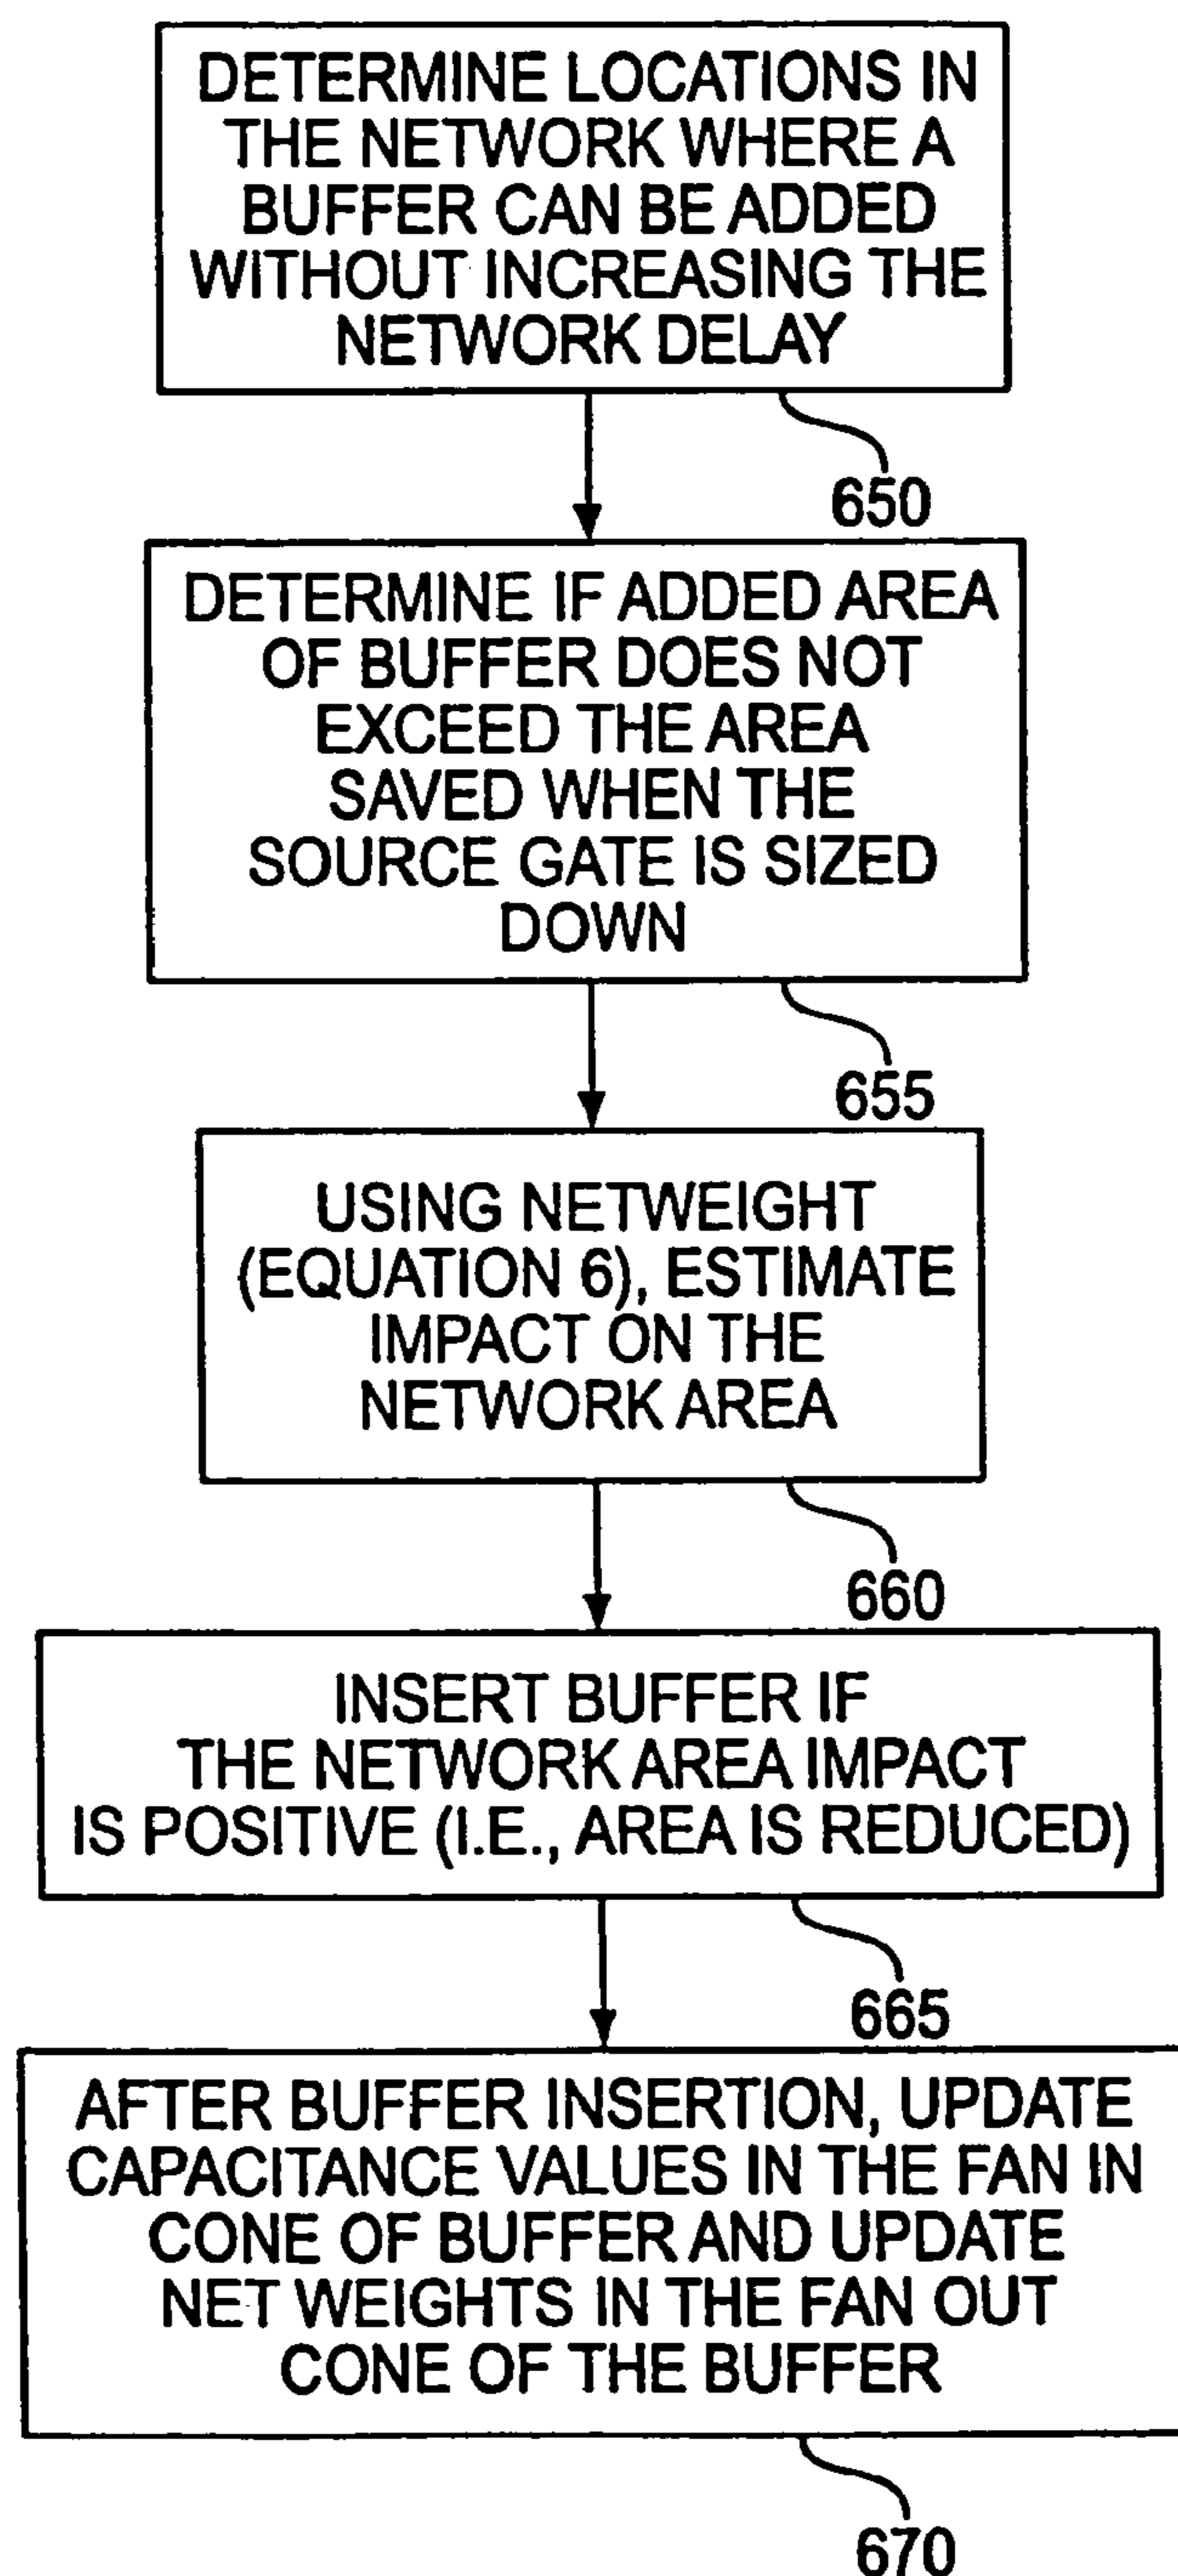 DETERMINE LOCATIONS IN
THE NETWORK WHERE A
BUFFER CAN BE ADDED
WITHOUT INCREASING THE
NETWORK DELAY
650
DETERMINE IF ADDED AREA
OF BUFFER DOES NOT
EXCEED THE AREA
SAVED WHEN THE
SOURCE GATE IS SIZED
DOWN
655
USING NETWEIGHT
(EQUATION 6), ESTIMATE
IMPACT ON THE
NETWORK AREA
660
INSERT BUFFER IF
THE NETWORK AREA IMPACT
IS POSITIVE (I.E., AREA IS REDUCED)
665
AFTER BUFFER INSERTION, UPDATE
CAPACITANCE VALUES IN THE FAN IN
CONE OF BUFFER AND UPDATE
NET WEIGHTS IN THE FAN OUT
CONE OF THE BUFFER
670